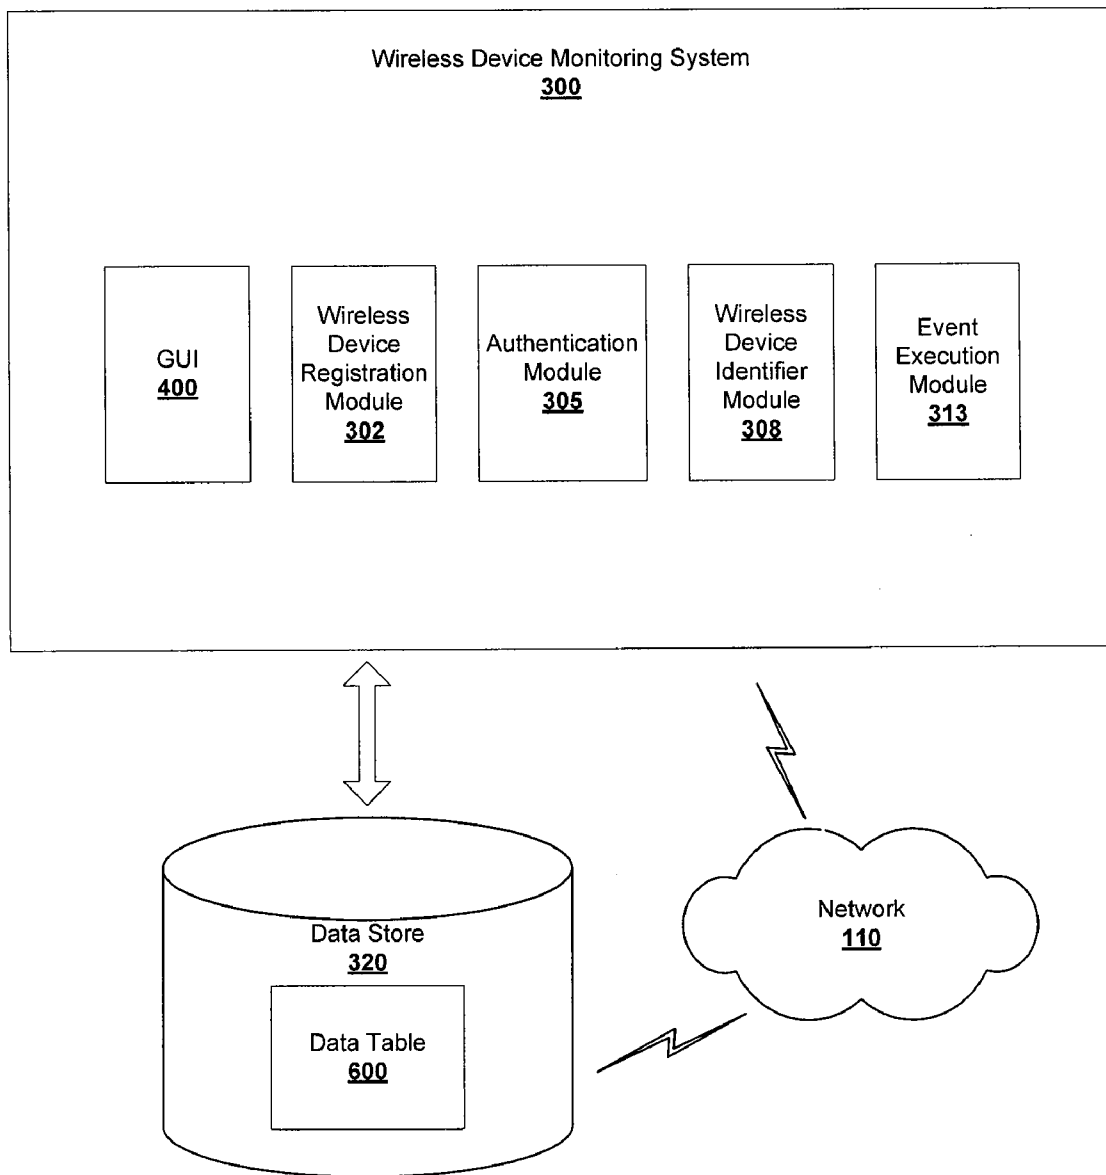 Wireless Device Monitoring System
300
GUI
400
Wireless
Device
Registration
Module
302
Authentication
Module
305
Wireless
Device
Identifier
Module
308
Event
Execution
Module
313
Data Store
320
Data Table
600
Network
110